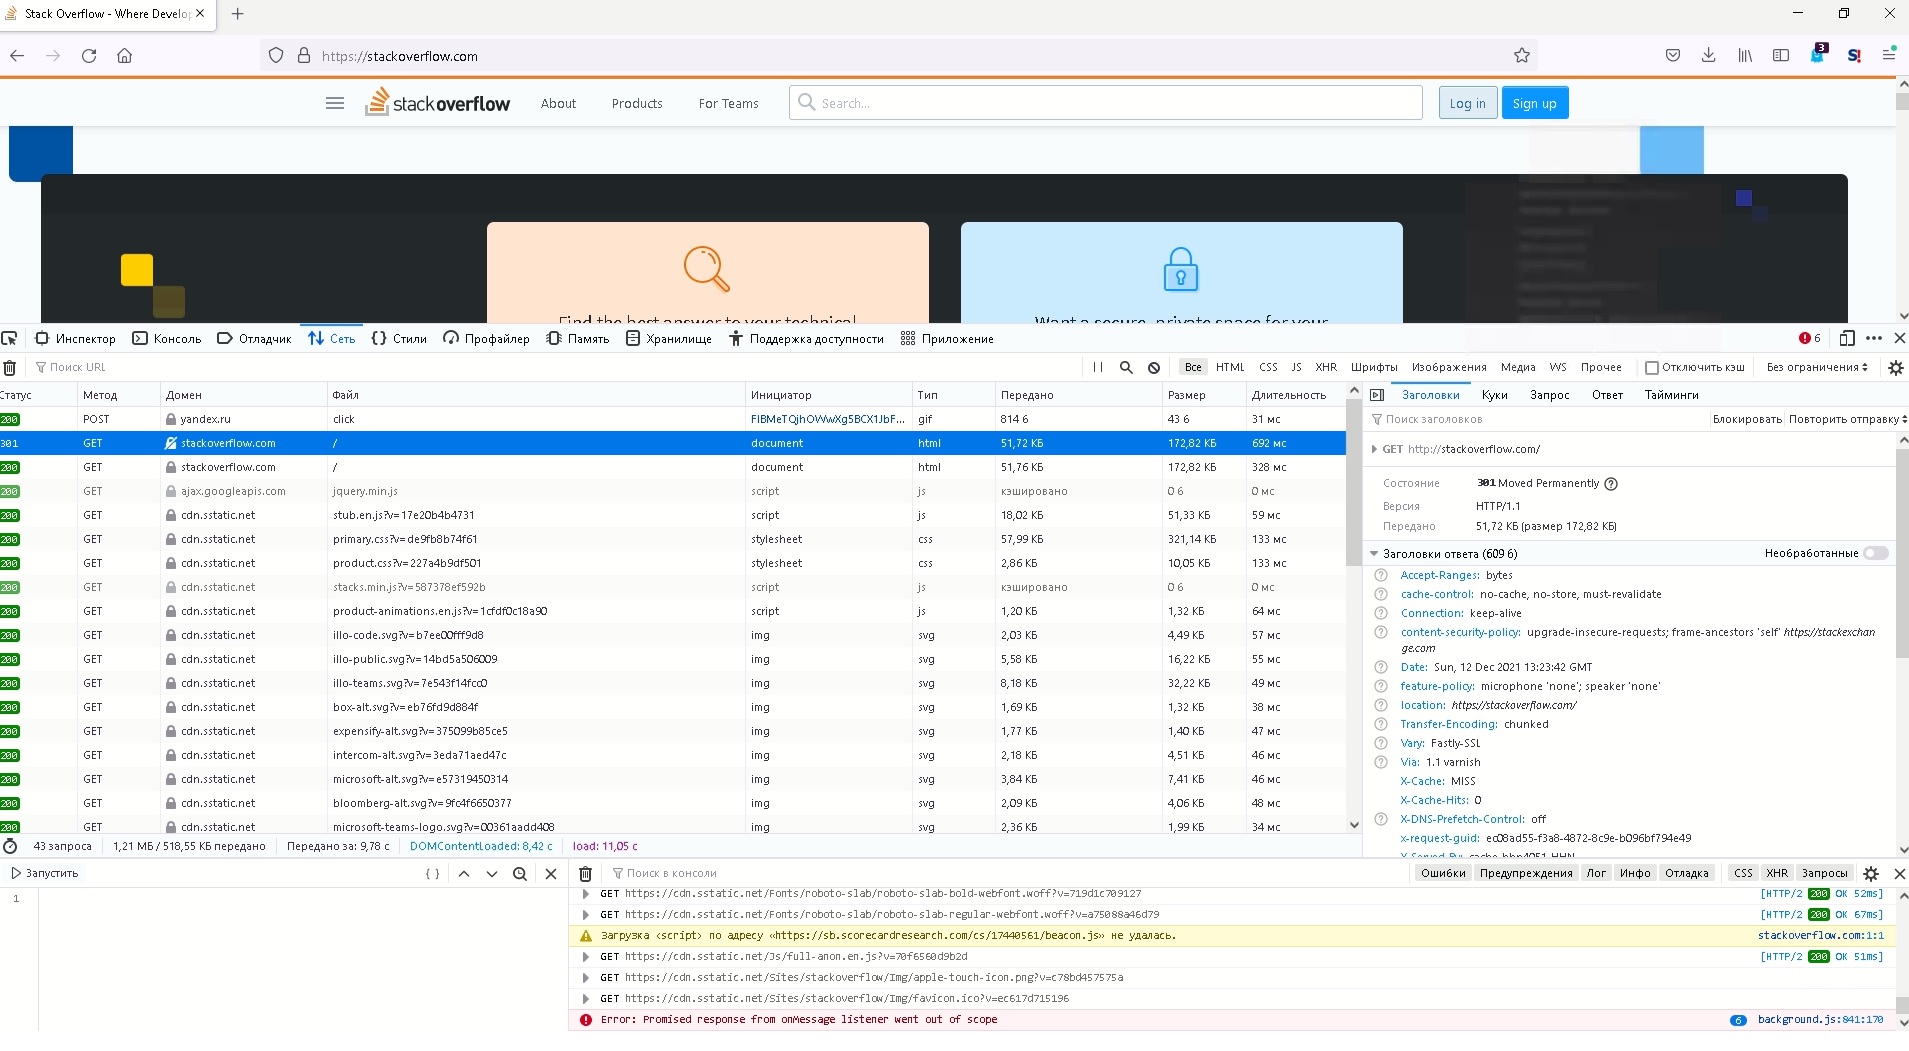 Stack Overflow - Where Develop
https://stackoverflow.com
3
S!
stackoverflow About Products For Teams Search... Log in Sign up
Find the best answer to your technical
Want a secure, private space for your
Инспектор Консоль Отладчик Сеть Стили Профайлер Память Хранилище Поддержка доступности Приложение 6
Поиск URL Все HTML CSS JS XHR Шрифты Изображения Медиа WS Прочее Отключить кэш Без ограничения
Статус Метод Домен Файл Инициатор Тип Передано Размер Длительность
200 POST yandex.ru click gif 814 б 43 б 31 мс
301 GET stackoverflow.com / document html 51,72 КБ 172,82 КБ 692 мс
200 GET stackoverflow.com / document html 51,76 КБ 172,82 КБ 328 мс
200 GET ajax.googleapis.com jquery.min.js script js кэшировано 0 б 0 мс
200 GET cdn.sstatic.net stub.en.js?v=17e20b4b4731 script js 18,02 КБ 51,33 КБ 59 мс
200 GET cdn.sstatic.net primary.css?v=de9fb8b74f61 stylesheet css 57,99 КБ 321,14 КБ 133 мс
200 GET cdn.sstatic.net product.css?v=227a4b9df501 stylesheet css 2,86 КБ 10,05 КБ 133 мс
200 GET cdn.sstatic.net stacks.min.js?v=587378ef592b script js кэшировано 0 б 0 мс
200 GET cdn.sstatic.net product-animations.en.js?v=1cfdf0c18a90 script js 1,20 КБ 1,32 КБ 64 мс
200 GET cdn.sstatic.net illo-code.svg?v=b7ee00fff9d8 img svg 2,03 КБ 4,49 КБ 57 мс
200 GET cdn.sstatic.net illo-public.svg?v=14bd5a506009 img svg 5,58 КБ 16,22 КБ 55 мс
200 GET cdn.sstatic.net illo-teams.svg?v=7e543f14fcc0 img svg 8,18 КБ 32,22 КБ 49 мс
200 GET cdn.sstatic.net box-alt.svg?v=eb76fd9d884f img svg 1,69 КБ 1,32 КБ 38 мс
200 GET cdn.sstatic.net expensify-alt.svg?v=375099b85ce5 img svg 1,77 КБ 1,40 КБ 47 мс
200 GET cdn.sstatic.net intercom-alt.svg?v=3eda71aed47c img svg 2,18 КБ 4,51 КБ 46 мс
200 GET cdn.sstatic.net microsoft-alt.svg?v=e57319450314 img svg 3,84 КБ 7,41 КБ 46 мс
200 GET cdn.sstatic.net bloomberg-alt.svg?v=9fc4f6650377 img svg 2,09 КБ 4,06 КБ 48 мс
200 GET cdn.sstatic.net microsoft-teams-logo.svg?v=00361aadd408 img svg 2,36 КБ 1,99 КБ 34 мс
43 запроса 1,21 МБ / 518,55 КБ передано Передано за: 9,78 с DOMContentLoaded: 8,42 с load: 11,05 с
Заголовки Куки Запрос Ответ Тайминги
Поиск заголовков Блокировать Повторить отправку
GET http://stackoverflow.com/
Состояние 301 Moved Permanently
Версия HTTP/1.1
Передано 51,72 КБ (размер 172,82 КБ)
Заголовки ответа (609 б) Необработанные
Accept-Ranges: bytes
cache-control: no-cache, no-store, must-revalidate
Connection: keep-alive
content-security-policy: upgrade-insecure-requests; frame-ancestors 'self' https://stackexchan
ge.com
Date: Sun, 12 Dec 2021 13:23:42 GMT
feature-policy: microphone 'none'; speaker 'none'
location: https://stackoverflow.com/
Transfer-Encoding: chunked
Vary: Fastly-SSL
Via: 1.1 varnish
X-Cache: MISS
X-Cache-Hits: 0
X-DNS-Prefetch-Control: off
x-request-guid: ec08ad55-f3a8-4872-8c9e-b096bf794e49
X-Served-By: cache-hhn4051-HHN
Запустить { }
1
Поиск в консоли Ошибки Предупреждения Лог Инфо Отладка CSS XHR Запросы
GET https://cdn.sstatic.net/Fonts/roboto-slab/roboto-slab-bold-webfont.woff?v=719d1c709127 [HTTP/2 200 OK 52ms]
GET https://cdn.sstatic.net/Fonts/roboto-slab/roboto-slab-regular-webfont.woff?v=a75088a46d79 [HTTP/2 200 OK 67ms]
Загрузка <script> по адресу «https://sb.scorecardresearch.com/cs/17440561/beacon.js» не удалась. stackoverflow.com:1:1
GET https://cdn.sstatic.net/Js/full-anon.en.js?v=70f6560d9b2d [HTTP/2 200 OK 51ms]
GET https://cdn.sstatic.net/Sites/stackoverflow/Img/apple-touch-icon.png?v=c78bd457575a
GET https://cdn.sstatic.net/Sites/stackoverflow/Img/favicon.ico?v=ec617d715196
Error: Promised response from onMessage listener went out of scope 6 background.js:841:170